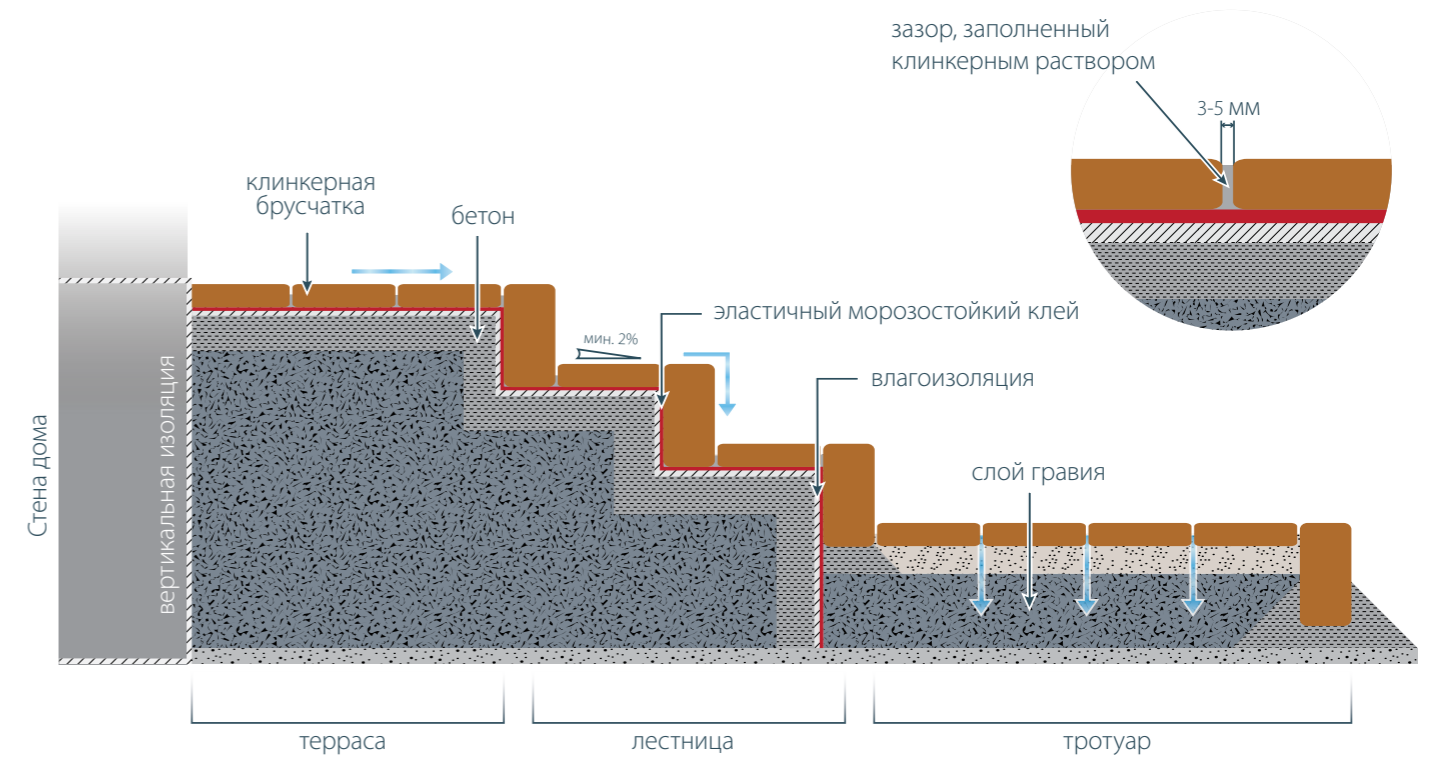 зазор, заполненный
клинкерным раствором
3-5 мм
клинкерная
брусчатка
бетон
эластичный морозостойкий клей
мин. 2%
влагоизоляция
слой гравия
Стена дома
вертикальная изоляция
терраса
лестница
тротуар